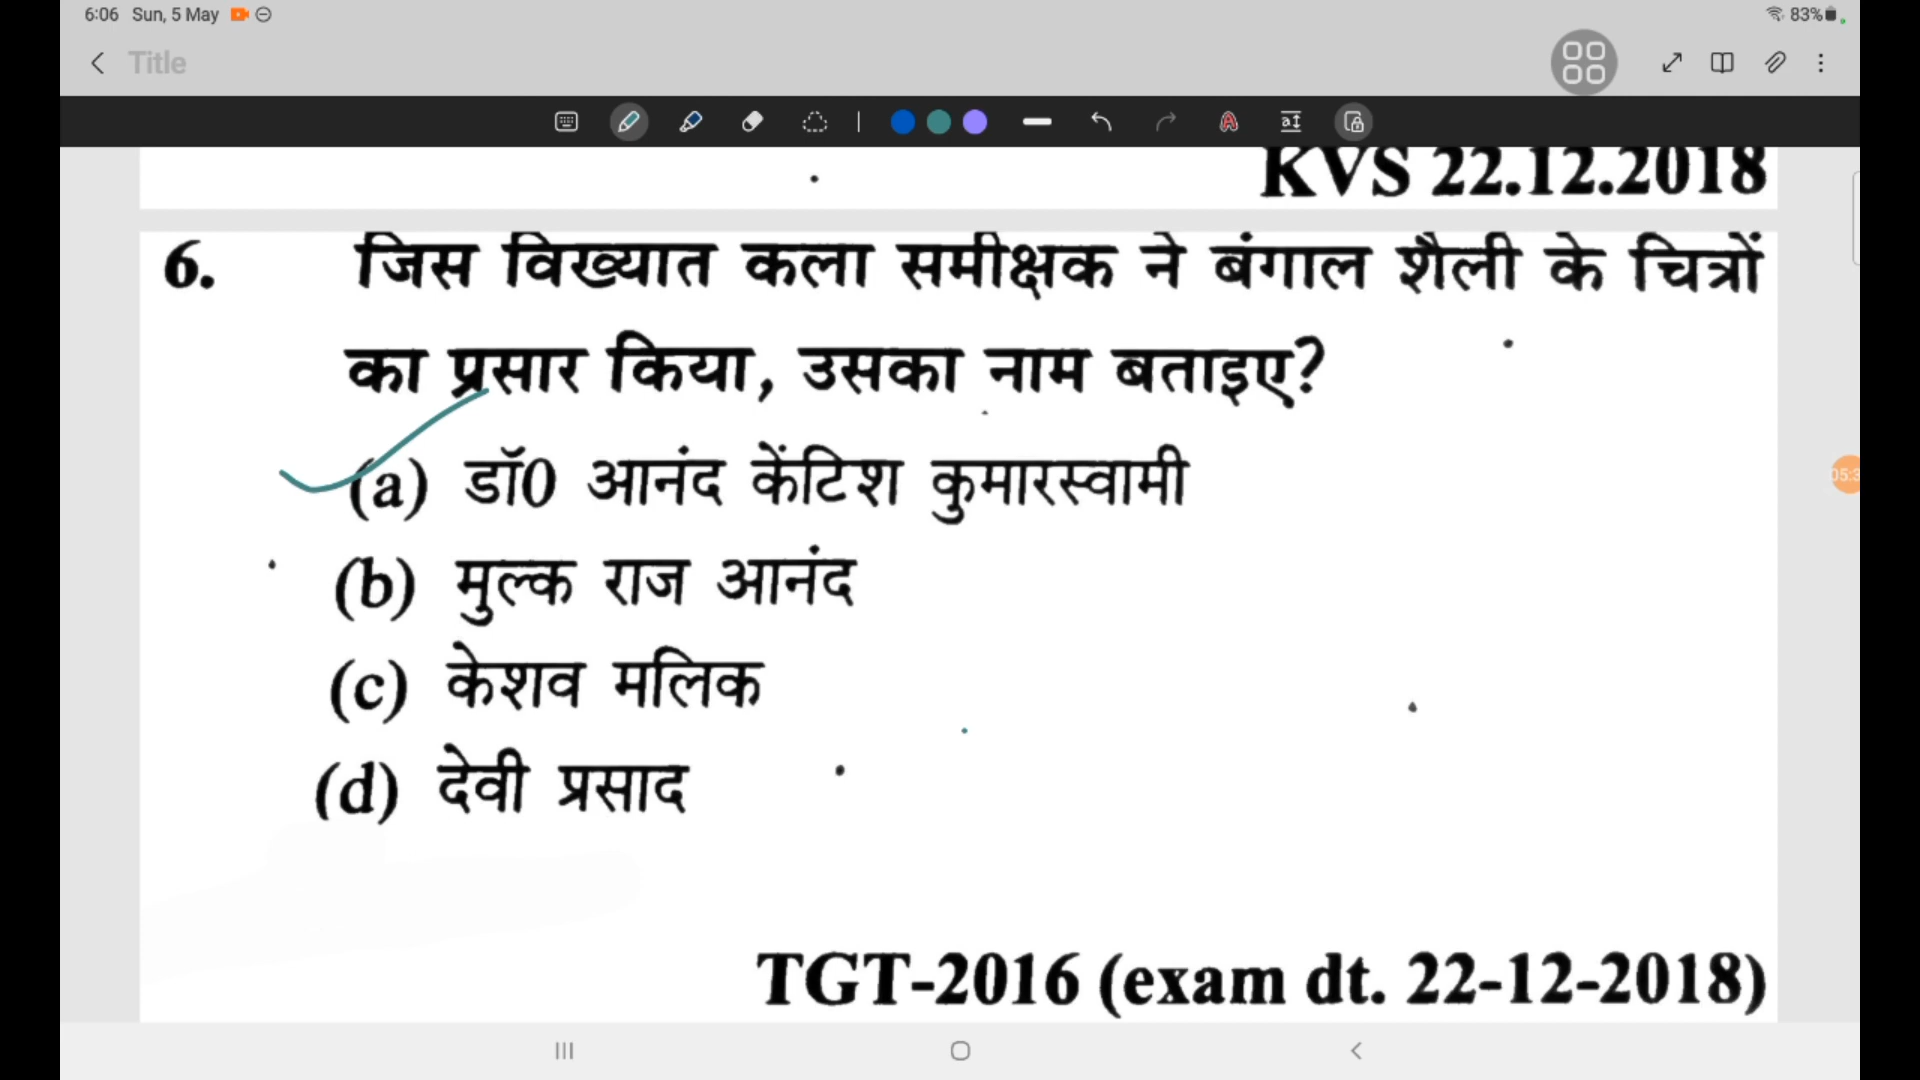 6:06 Sun, 5 May 83%
Title
KVS 22.12.2018
6. जिस विख्यात कला समीक्षक ने बंगाल शैली के चित्रों
का प्रसार किया, उसका नाम बताइए?
(a) डॉ0 आनंद केंटिश कुमारस्वामी
(b) मुल्क राज आनंद
(c) केशव मलिक
(d) देवी प्रसाद
TGT-2016 (exam dt. 22-12-2018)